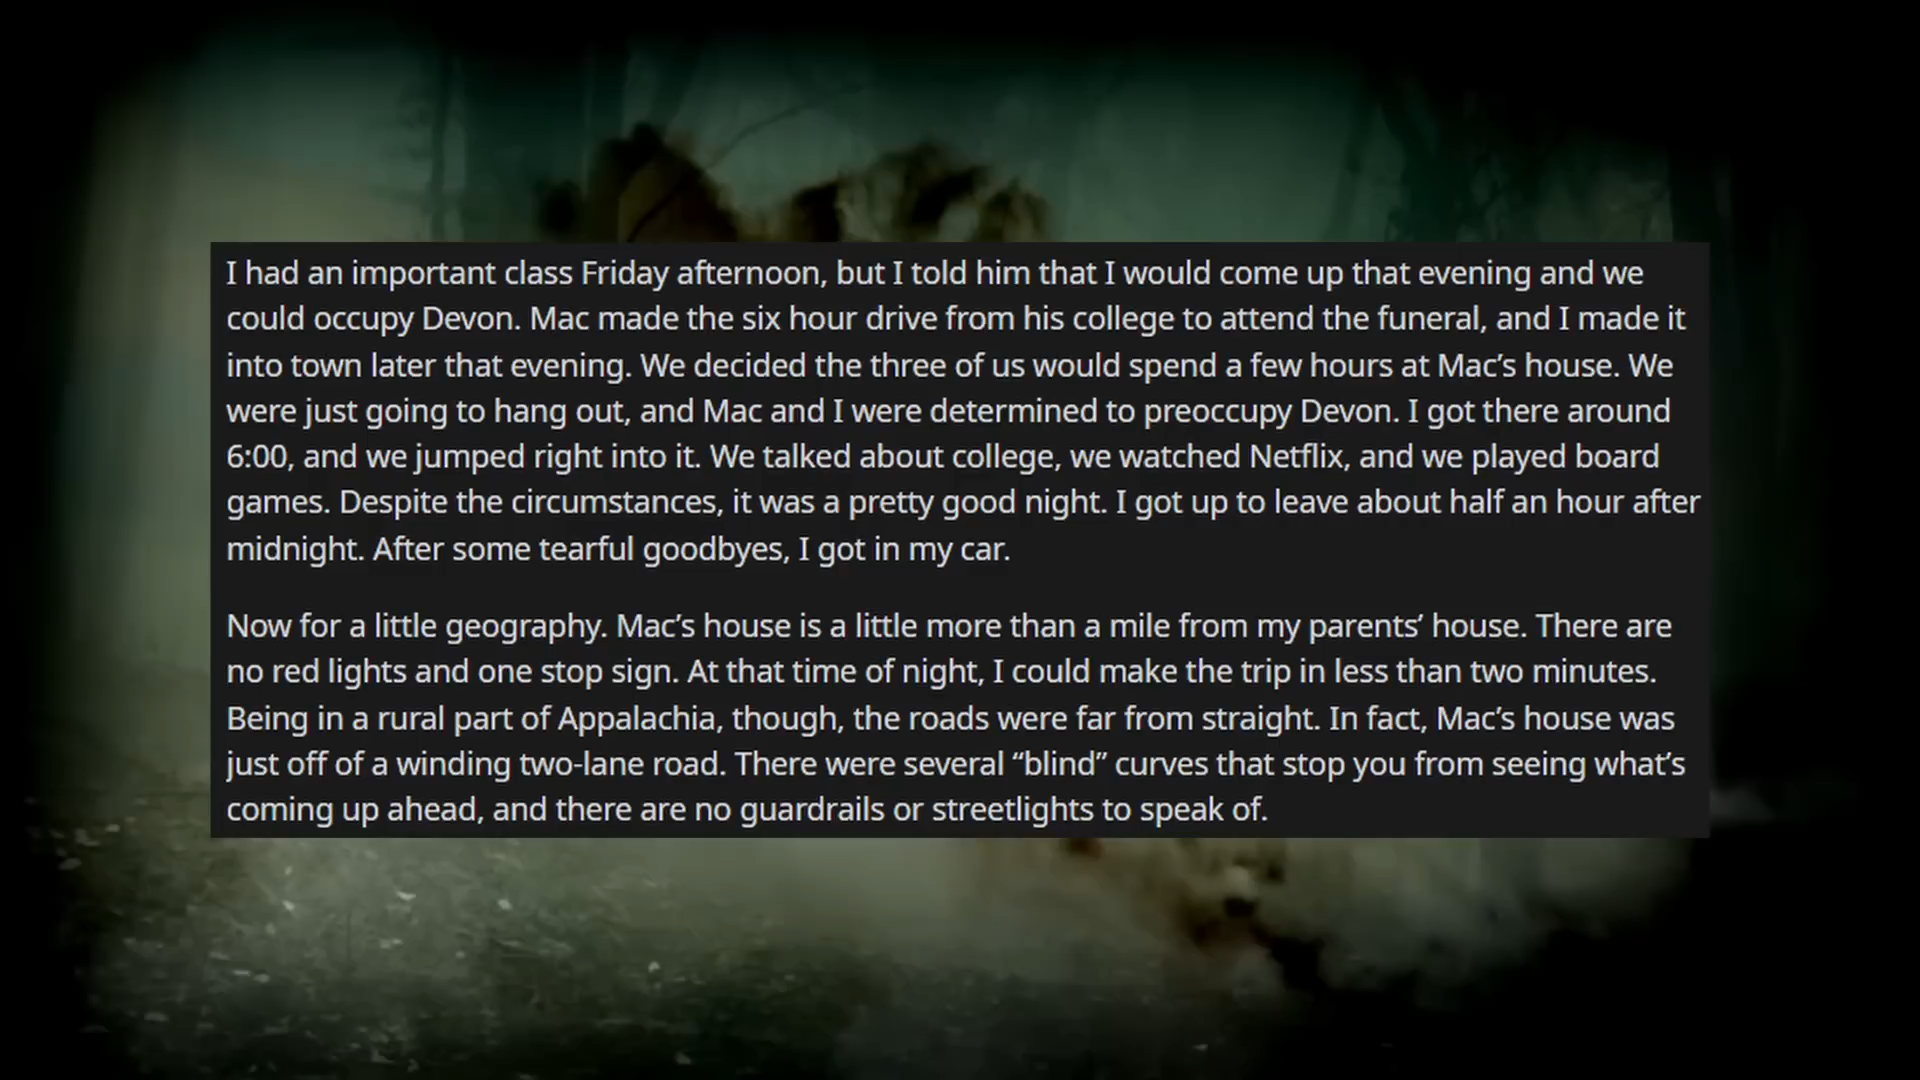 I had an important class Friday afternoon, but I told him that I would come up that evening and we
could occupy Devon. Mac made the six hour drive from his college to attend the funeral, and I made it
into town later that evening. We decided the three of us would spend a few hours at Mac’s house. We
were just going to hang out, and Mac and I were determined to preoccupy Devon. I got there around
6:00, and we jumped right into it. We talked about college, we watched Netflix, and we played board
games. Despite the circumstances, it was a pretty good night. I got up to leave about half an hour after
midnight. After some tearful goodbyes, I got in my car.
Now for a little geography. Mac’s house is a little more than a mile from my parents’ house. There are
no red lights and one stop sign. At that time of night, I could make the trip in less than two minutes.
Being in a rural part of Appalachia, though, the roads were far from straight. In fact, Mac’s house was
just off of a winding two-lane road. There were several “blind” curves that stop you from seeing what’s
coming up ahead, and there are no guardrails or streetlights to speak of.